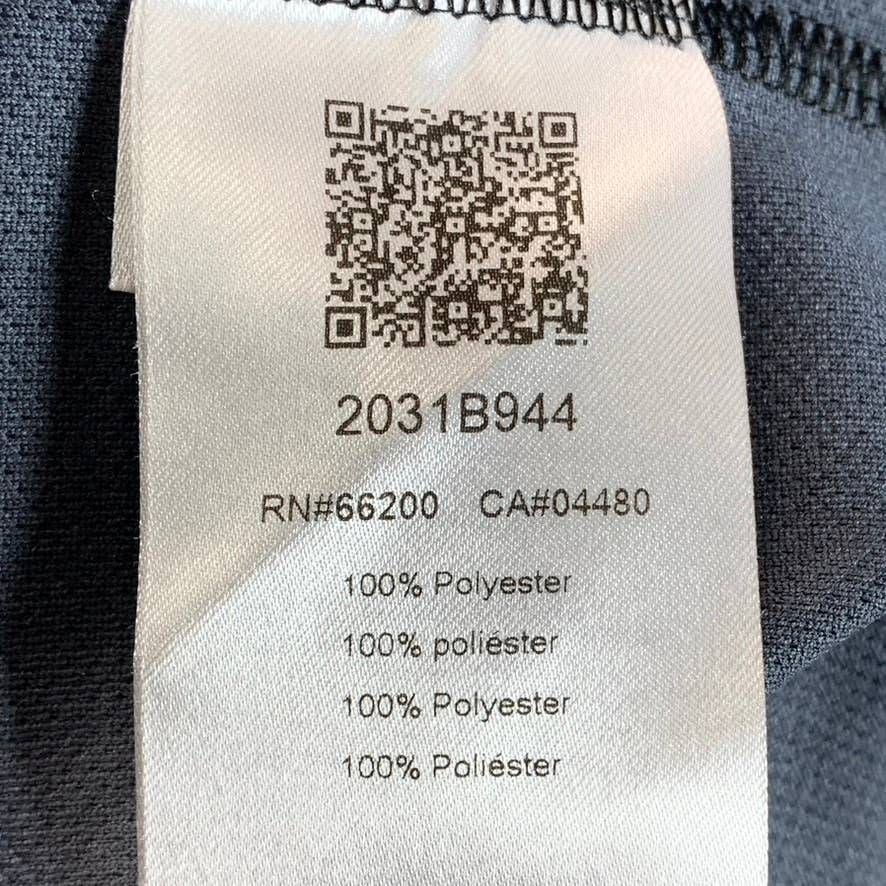 2031B944
RN#66200 CA#04480
100% Polyester
100% poliéster
100% Polyester
100% Poliéster